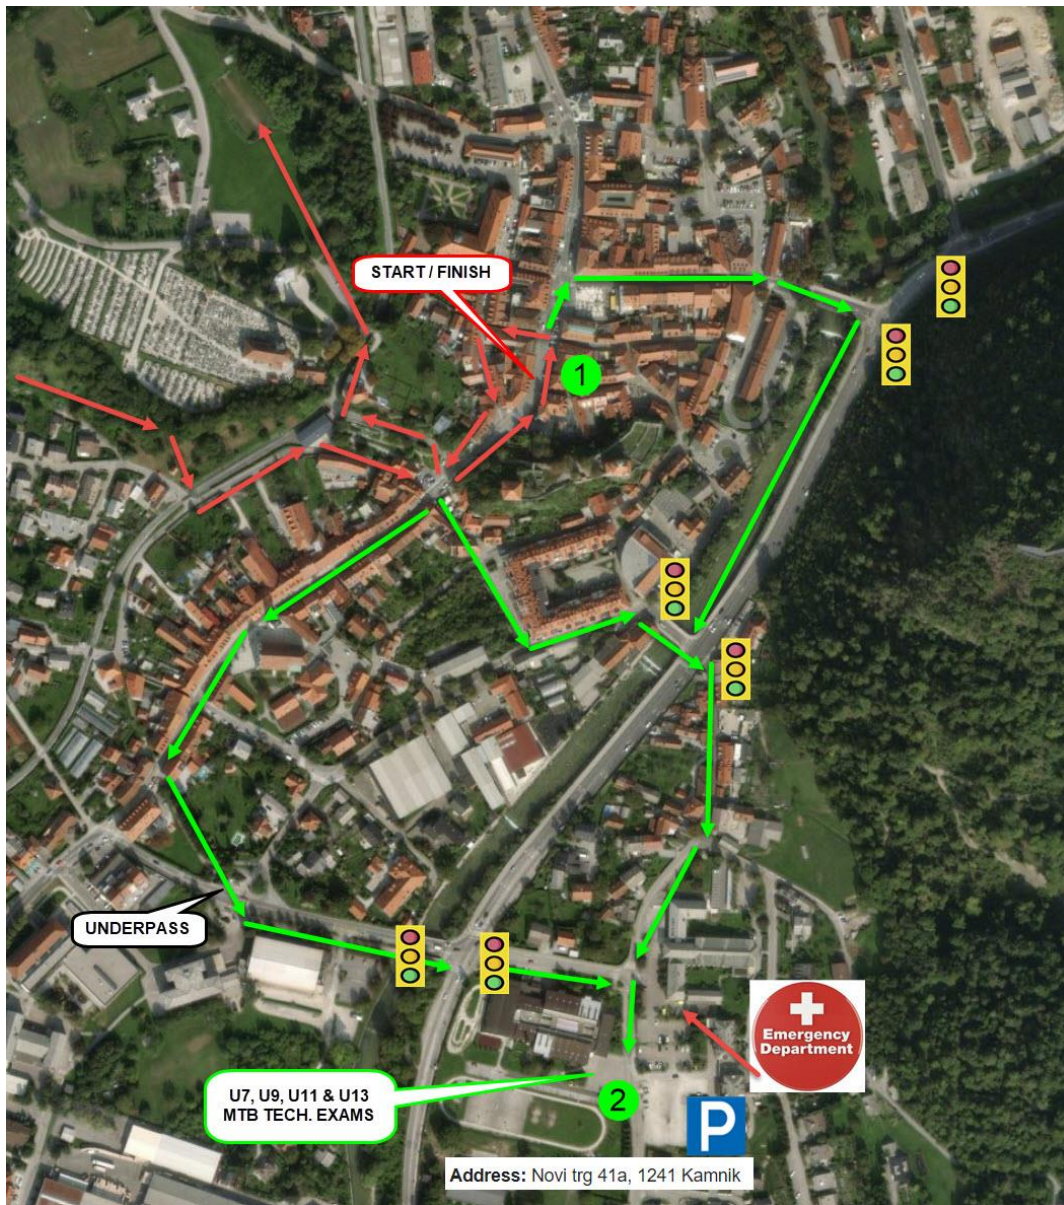 START / FINISH
1
UNDERPASS
Emergency
Department
U7, U9, U11 & U13
MTB TECH. EXAMS
2
P
Address: Novi trg 41a, 1241 Kamnik